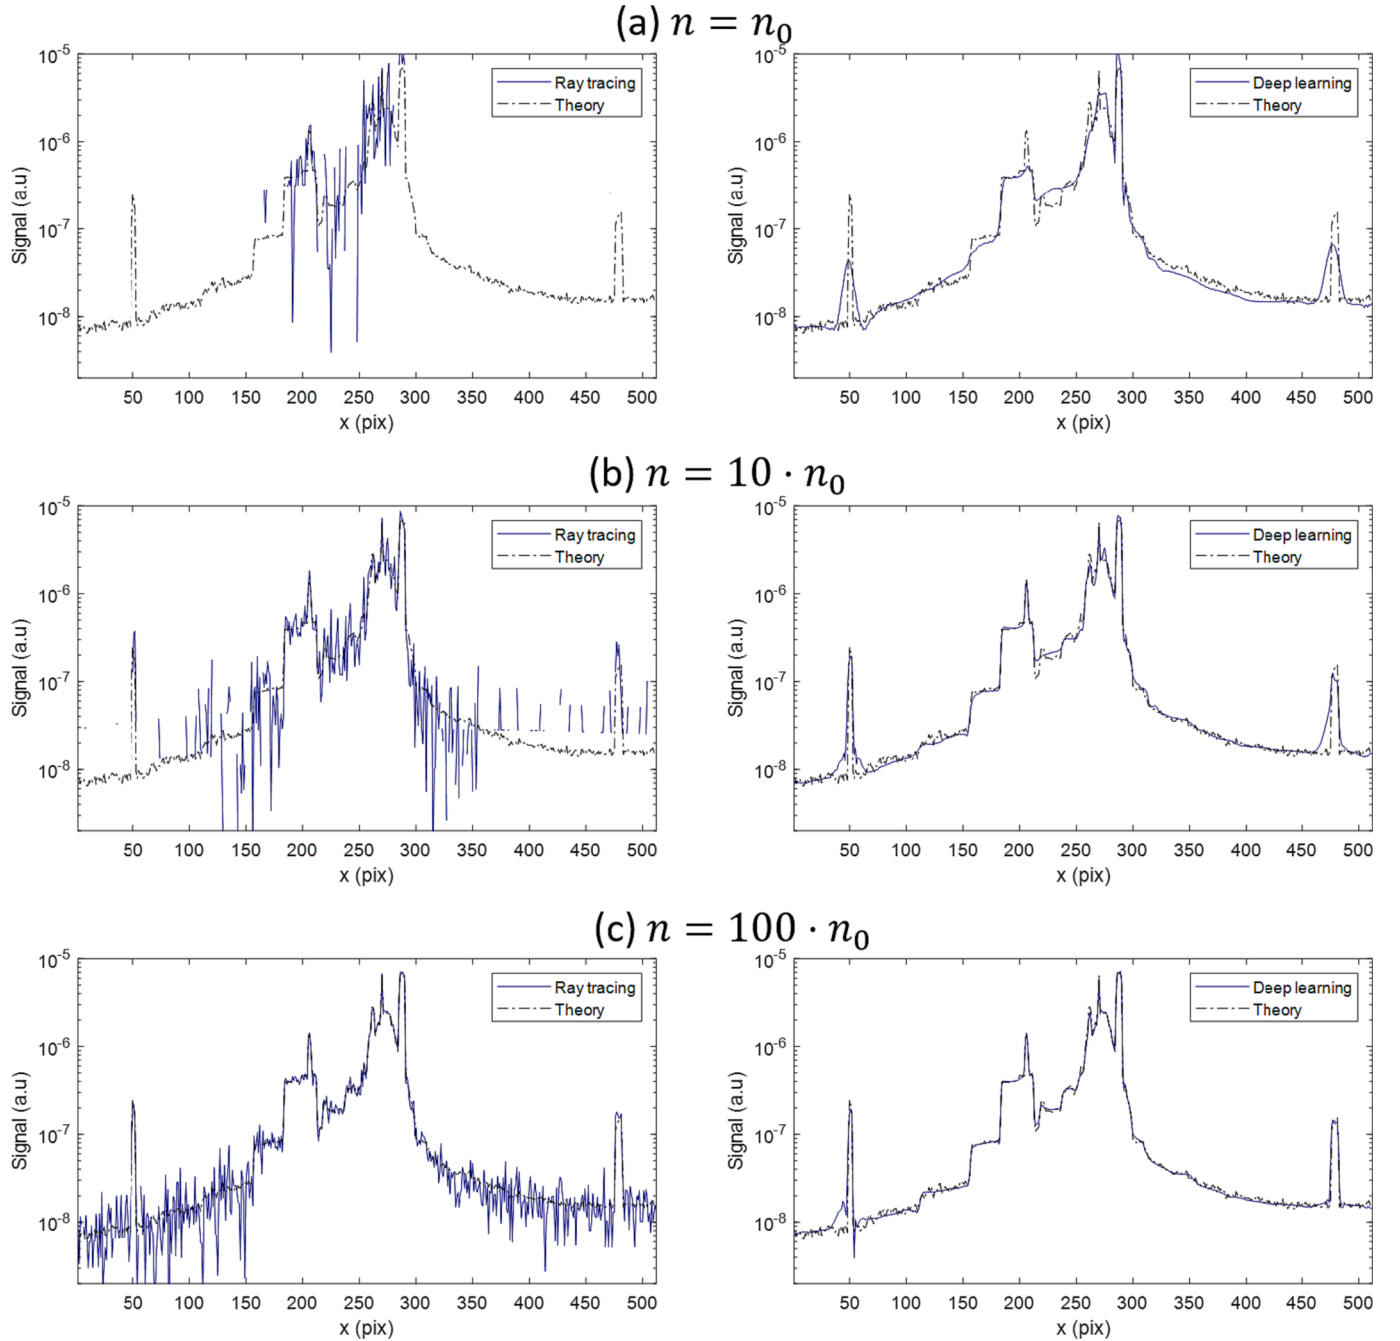 (a) n = n₀
10⁻⁵ 10⁻⁶ 10⁻⁷ 10⁻⁸
Signal (a.u)
Ray tracing
Theory
50 100 150 200 250 300 350 400 450 500
x (pix)
10⁻⁵ 10⁻⁶ 10⁻⁷ 10⁻⁸
Signal (a.u)
Deep learning
Theory
50 100 150 200 250 300 350 400 450 500
x (pix)
(b) n = 10 · n₀
10⁻⁵ 10⁻⁶ 10⁻⁷ 10⁻⁸
Signal (a.u)
Ray tracing
Theory
50 100 150 200 250 300 350 400 450 500
x (pix)
10⁻⁵ 10⁻⁶ 10⁻⁷ 10⁻⁸
Signal (a.u)
Deep learning
Theory
50 100 150 200 250 300 350 400 450 500
x (pix)
(c) n = 100 · n₀
10⁻⁵ 10⁻⁶ 10⁻⁷ 10⁻⁸
Signal (a.u)
Ray tracing
Theory
50 100 150 200 250 300 350 400 450 500
x (pix)
10⁻⁵ 10⁻⁶ 10⁻⁷ 10⁻⁸
Signal (a.u)
Deep learning
Theory
50 100 150 200 250 300 350 400 450 500
x (pix)